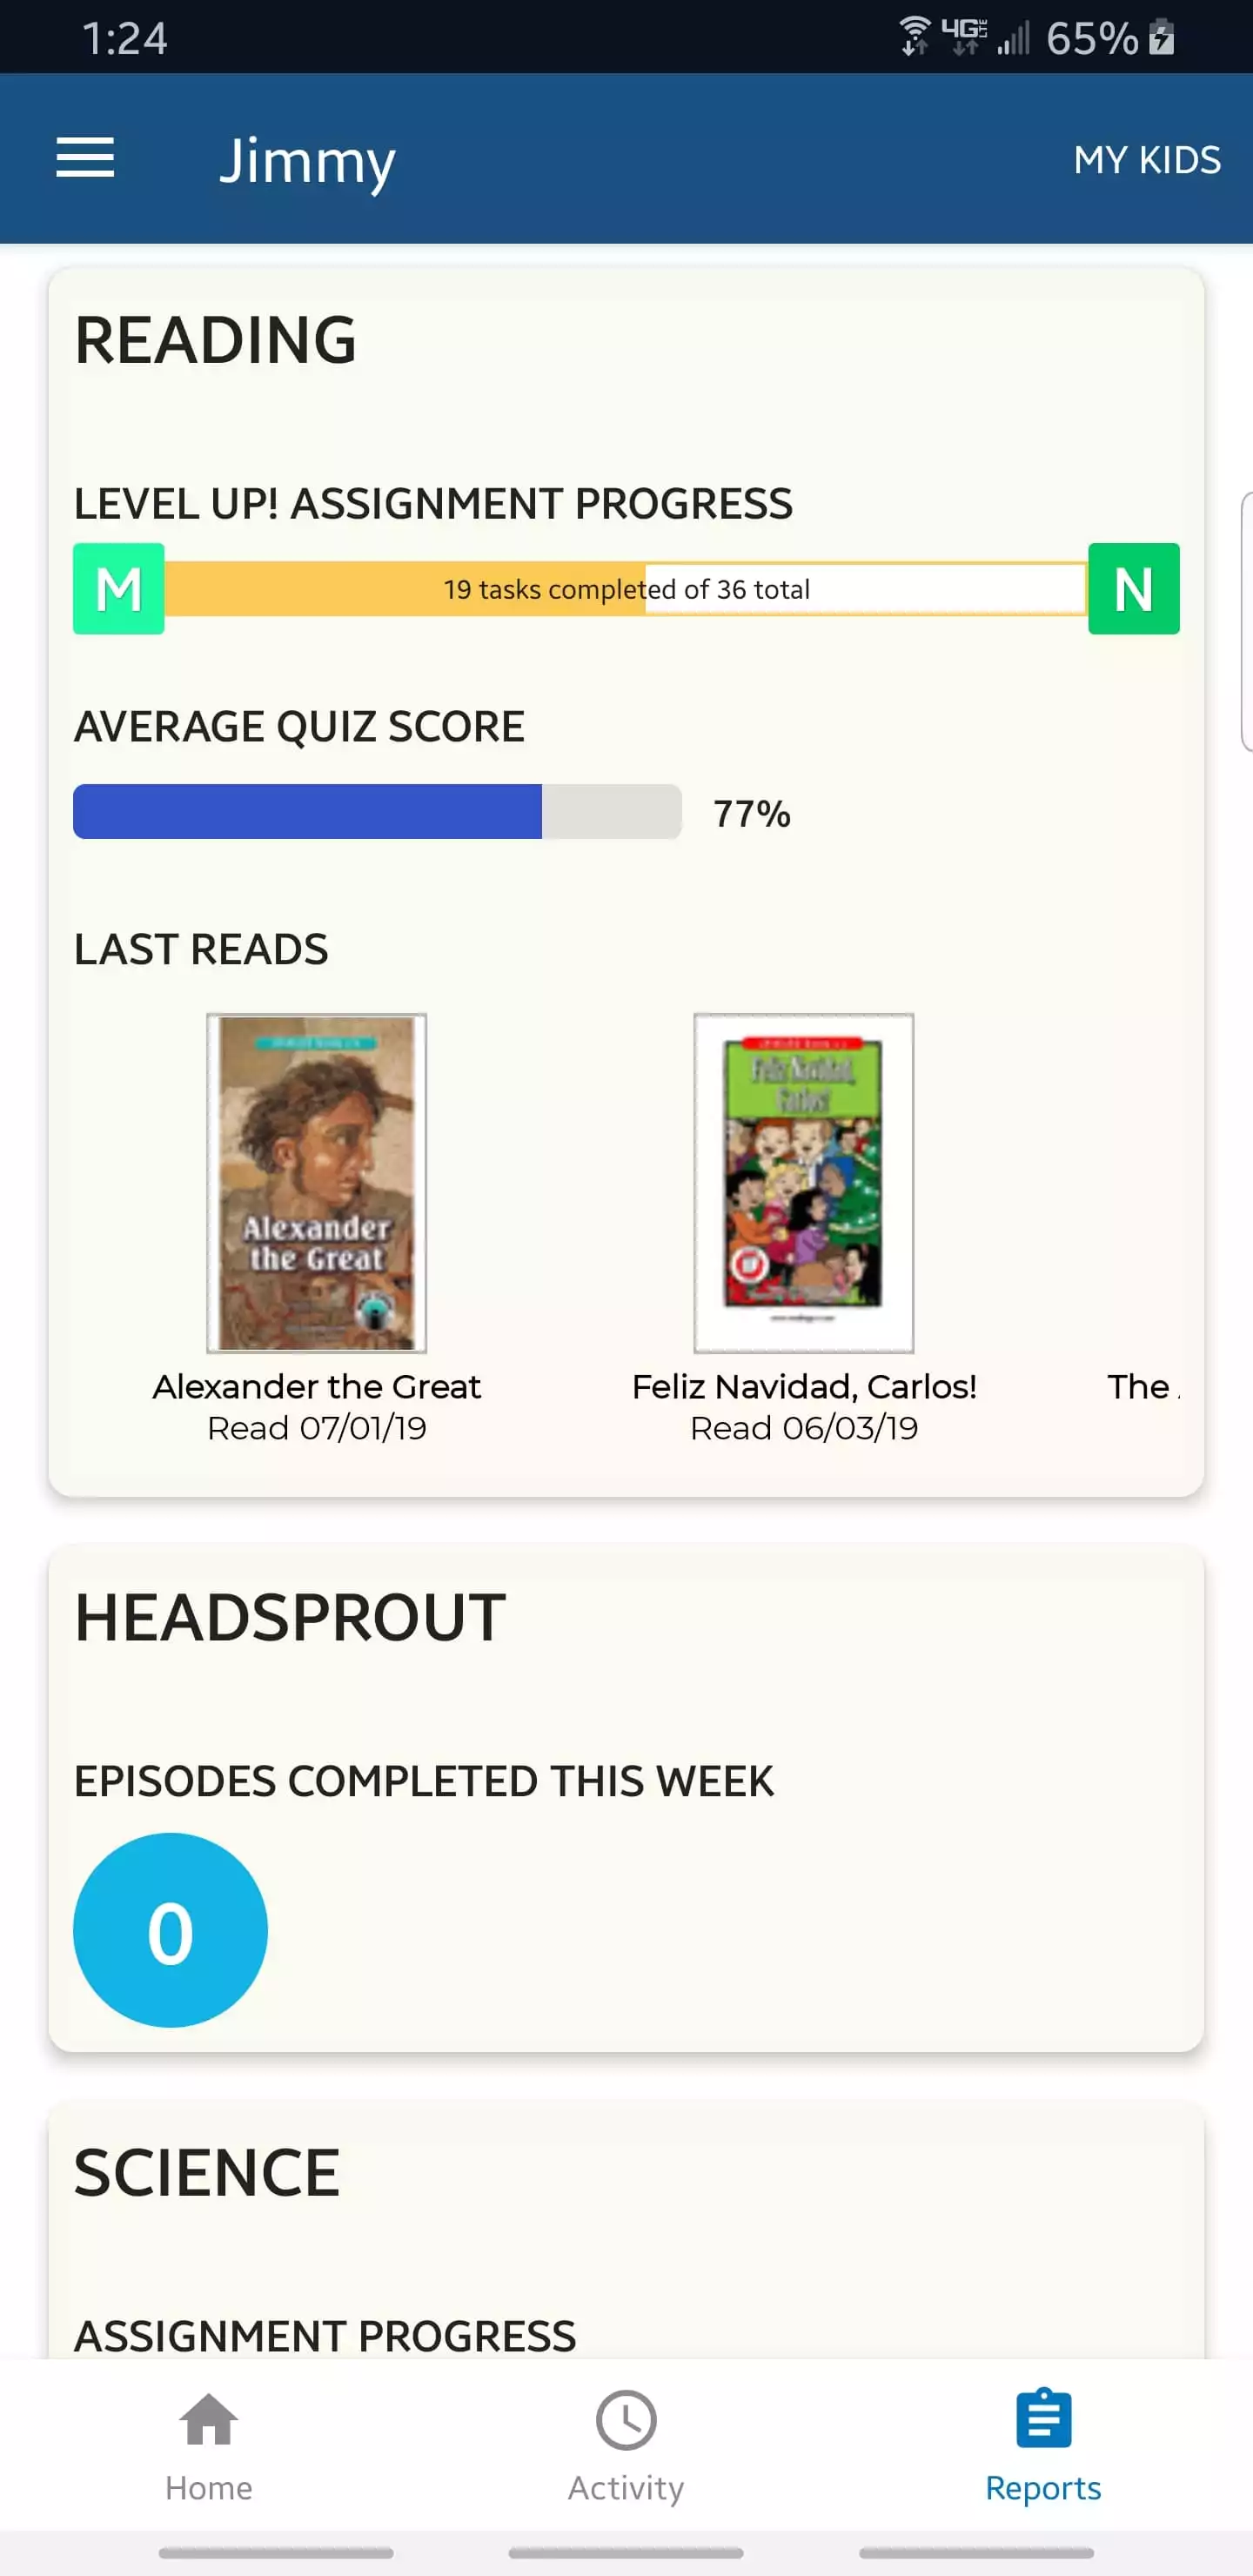 1:24
4G LTE 65%
Jimmy
MY KIDS
READING
LEVEL UP! ASSIGNMENT PROGRESS
M
19 tasks completed of 36 total
N
AVERAGE QUIZ SCORE
77%
LAST READS
Alexander
the Great
Feliz Navidad,
Carlos!
Alexander the Great
Read 07/01/19
Feliz Navidad, Carlos!
Read 06/03/19
The
HEADSPROUT
EPISODES COMPLETED THIS WEEK
0
SCIENCE
ASSIGNMENT PROGRESS
Home
Activity
Reports